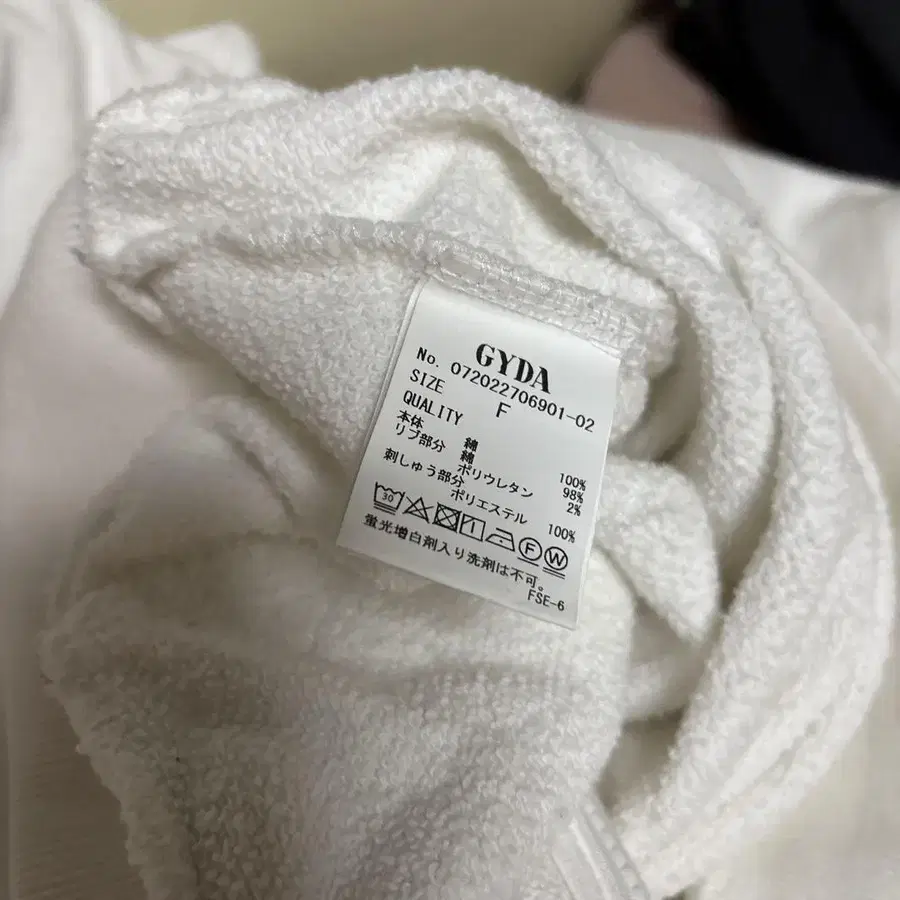 GYDA
No. 072022706901-02
SIZE F
QUALITY
本体 綿 100%
リブ部分 綿 98%
ポリウレタン 2%
刺しゅう部分
ポリエステル 100%
30 F W
蛍光増白剤入り洗剤は不可。
FSE-6